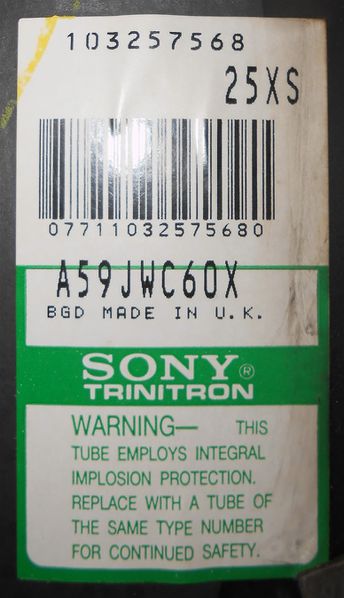 103257568
25XS
07711032575680
A59JWC60X
BGD MADE IN U.K.
SONY®
TRINITRON
WARNING— THIS
TUBE EMPLOYS INTEGRAL
IMPLOSION PROTECTION.
REPLACE WITH A TUBE OF
THE SAME TYPE NUMBER
FOR CONTINUED SAFETY.